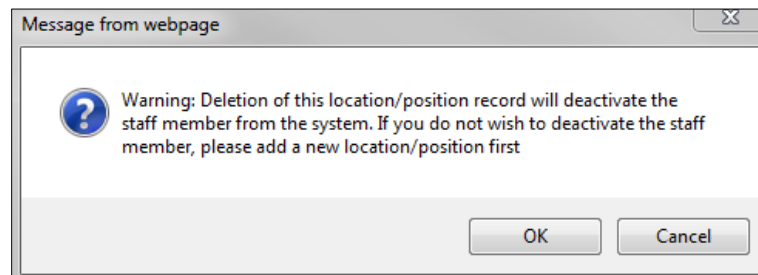 Message from webpage
Warning: Deletion of this location/position record will deactivate the
staff member from the system. If you do not wish to deactivate the staff
member, please add a new location/position first
OK
Cancel